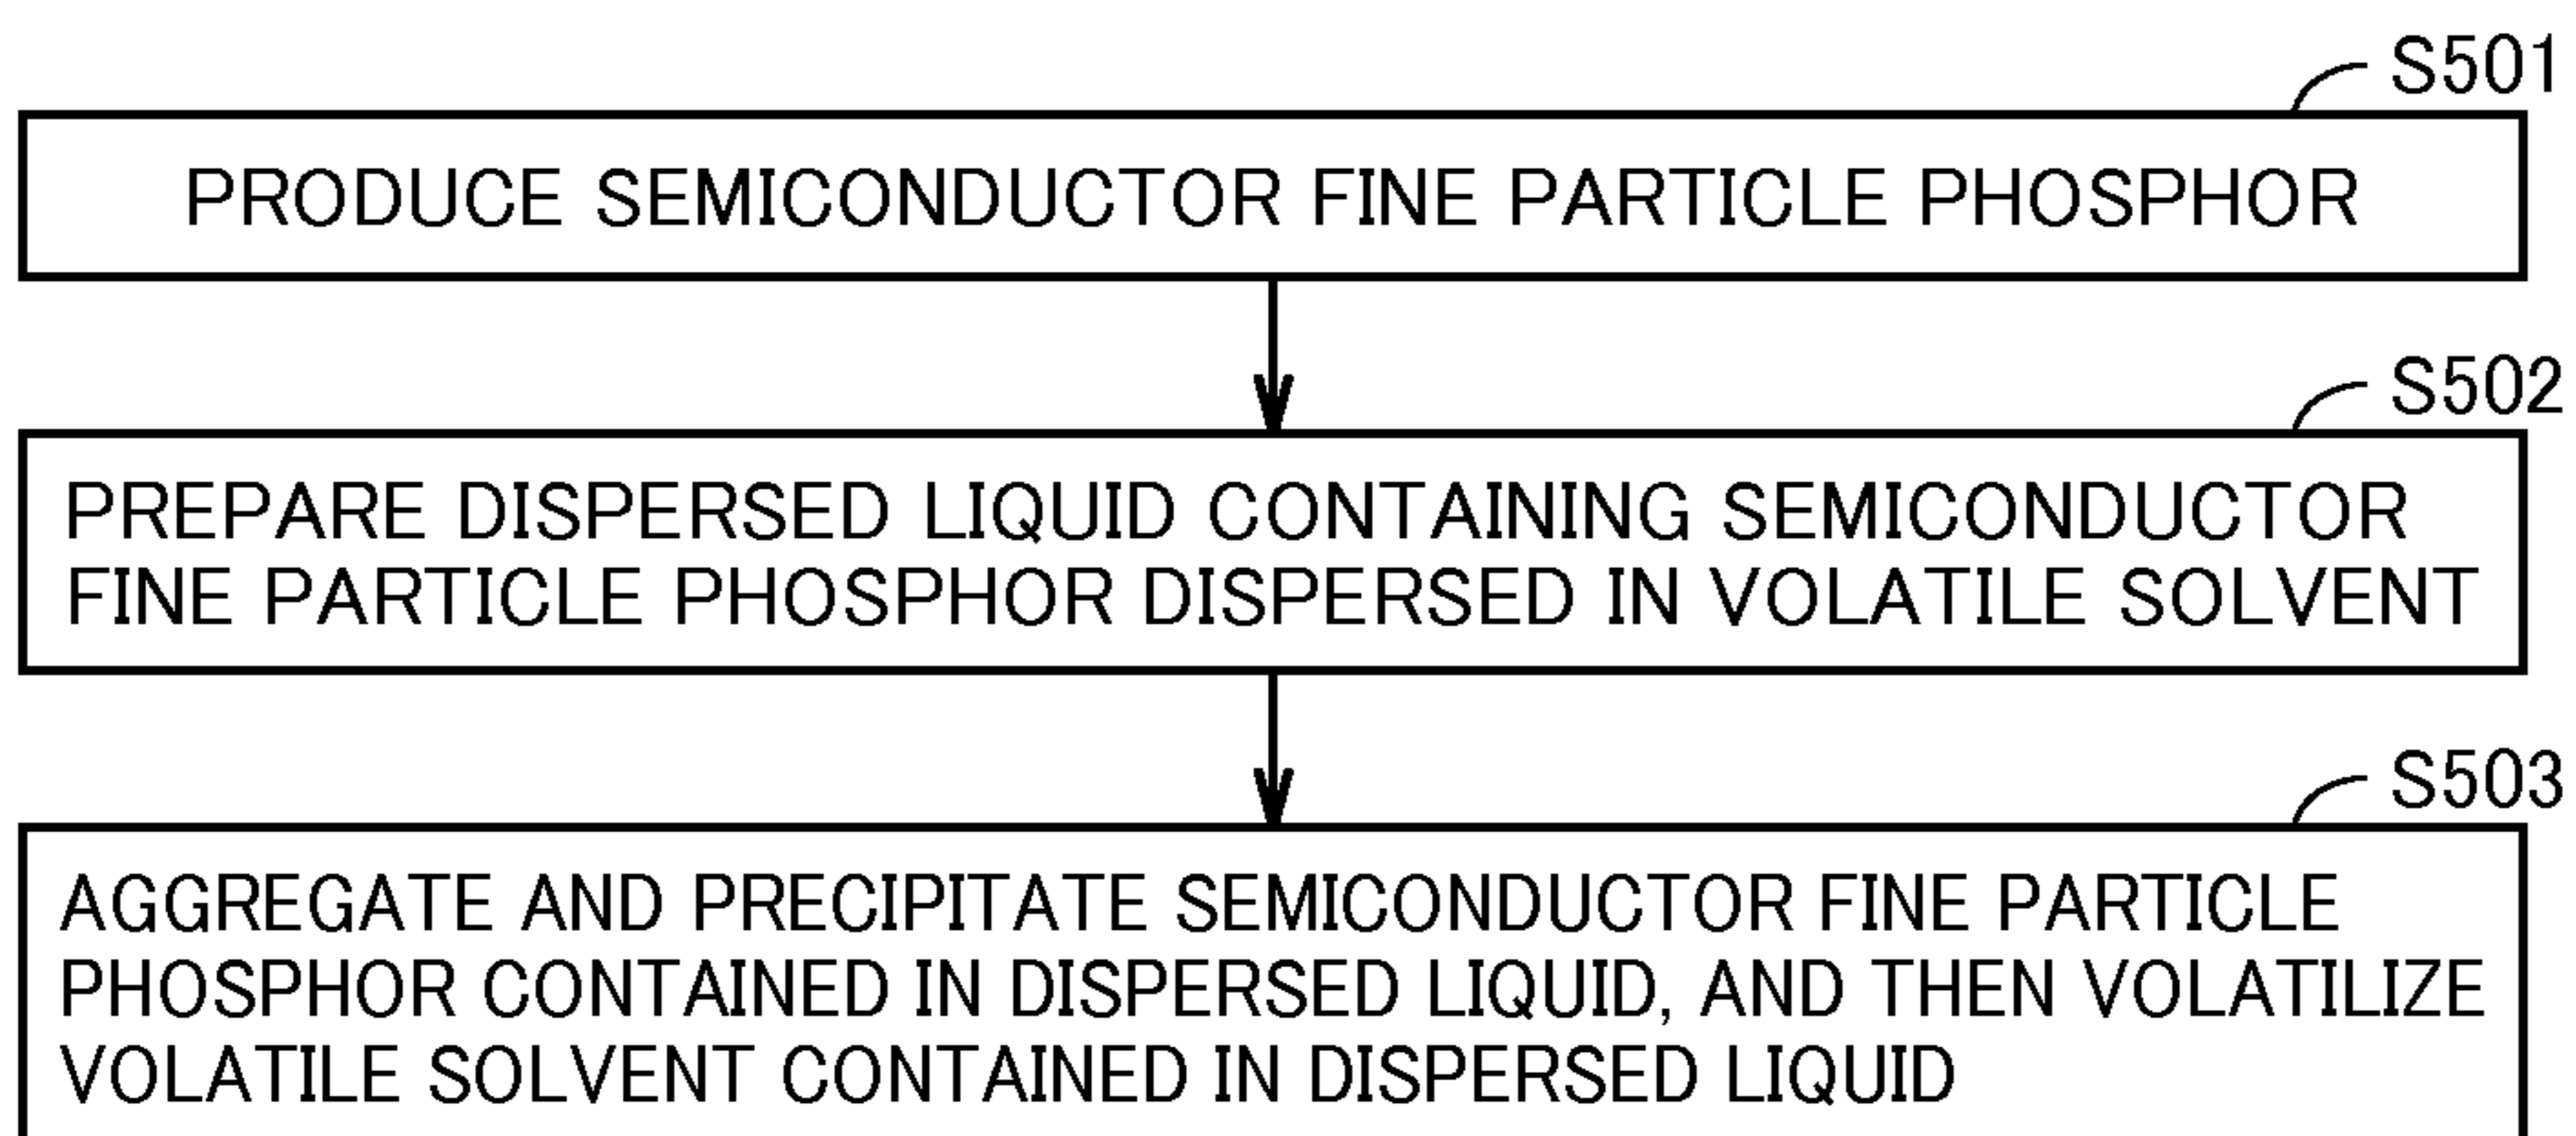 S501
PRODUCE SEMICONDUCTOR FINE PARTICLE PHOSPHOR
S502
PREPARE DISPERSED LIQUID CONTAINING SEMICONDUCTOR
FINE PARTICLE PHOSPHOR DISPERSED IN VOLATILE SOLVENT
S503
AGGREGATE AND PRECIPITATE SEMICONDUCTOR FINE PARTICLE
PHOSPHOR CONTAINED IN DISPERSED LIQUID, AND THEN VOLATILIZE
VOLATILE SOLVENT CONTAINED IN DISPERSED LIQUID